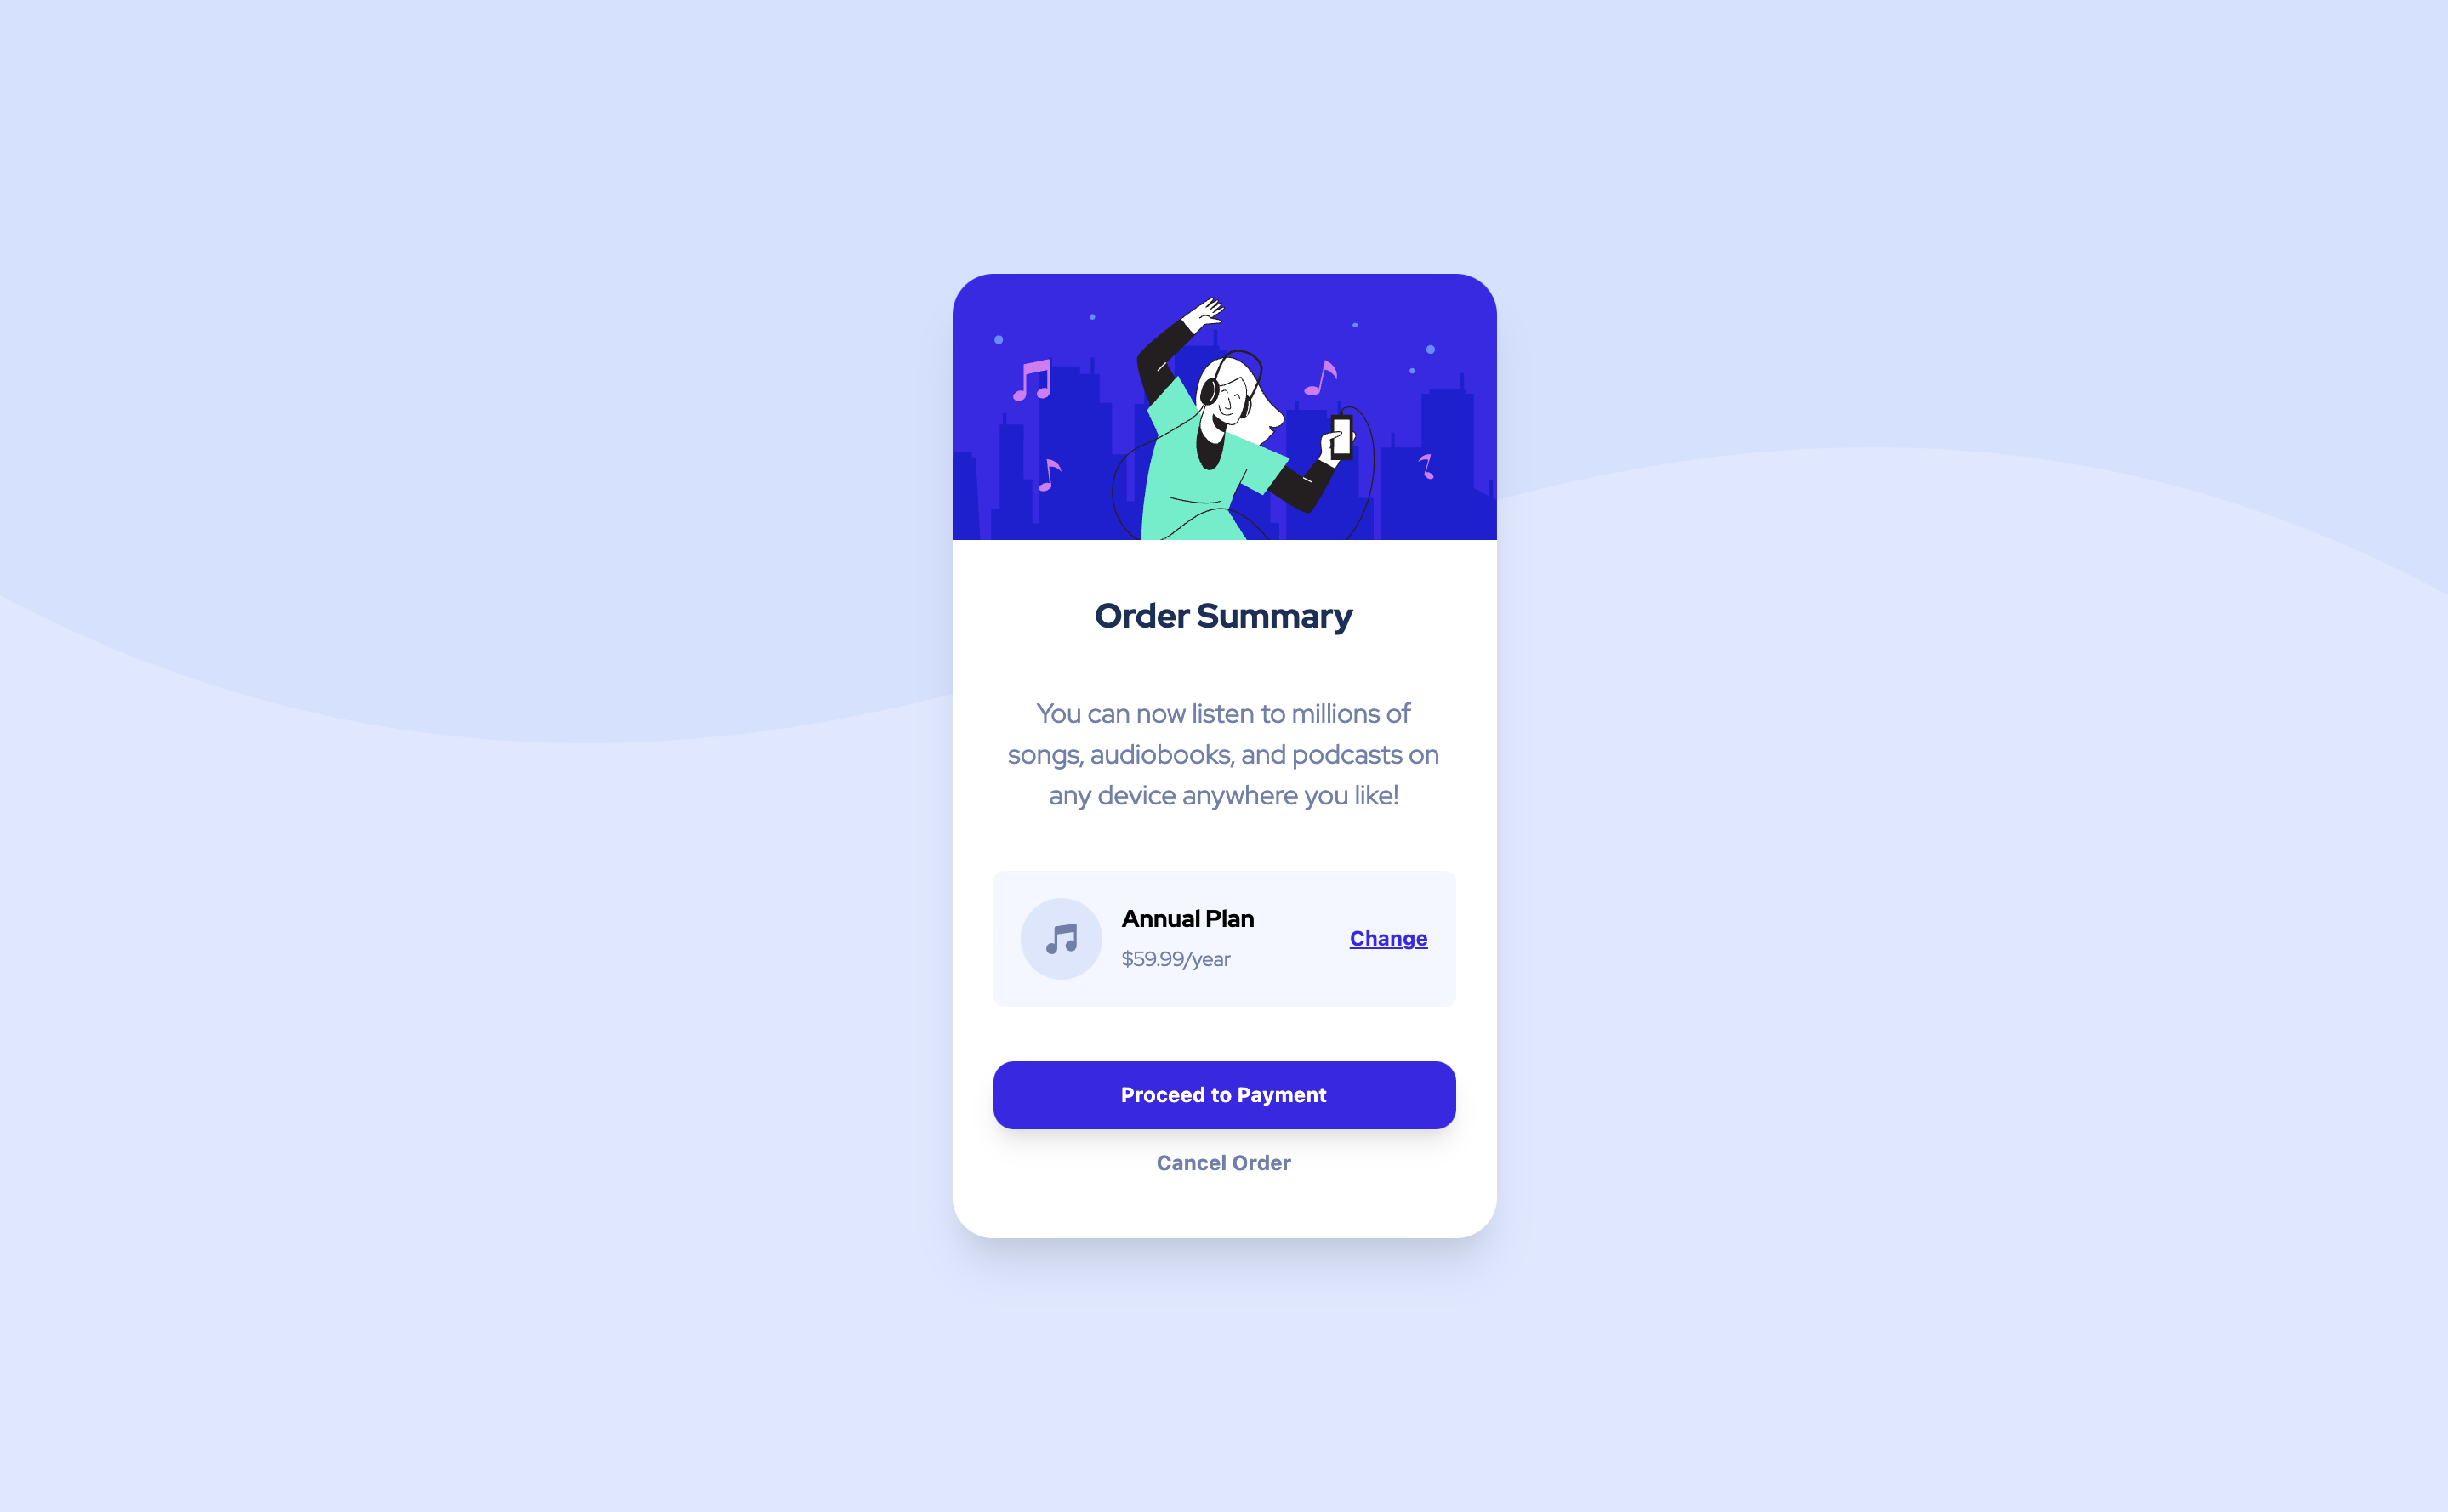 Order Summary
You can now listen to millions of
songs, audiobooks, and podcasts on
any device anywhere you like!
Annual Plan
$59.99/year
Change
Proceed to Payment
Cancel Order